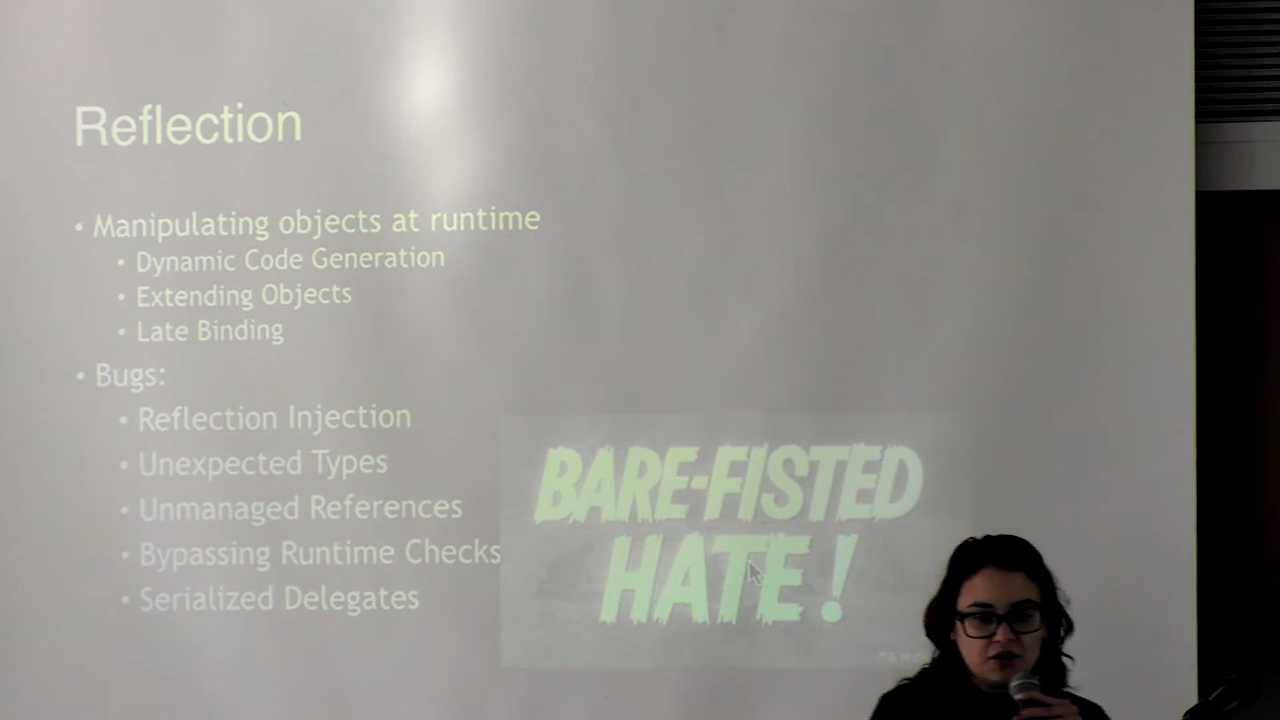 Reflection
• Manipulating objects at runtime
• Dynamic Code Generation
• Extending Objects
• Late Binding
• Bugs:
• Reflection Injection
• Unexpected Types
• Unmanaged References
• Bypassing Runtime Checks
• Serialized Delegates
BARE-FISTED
HATE!